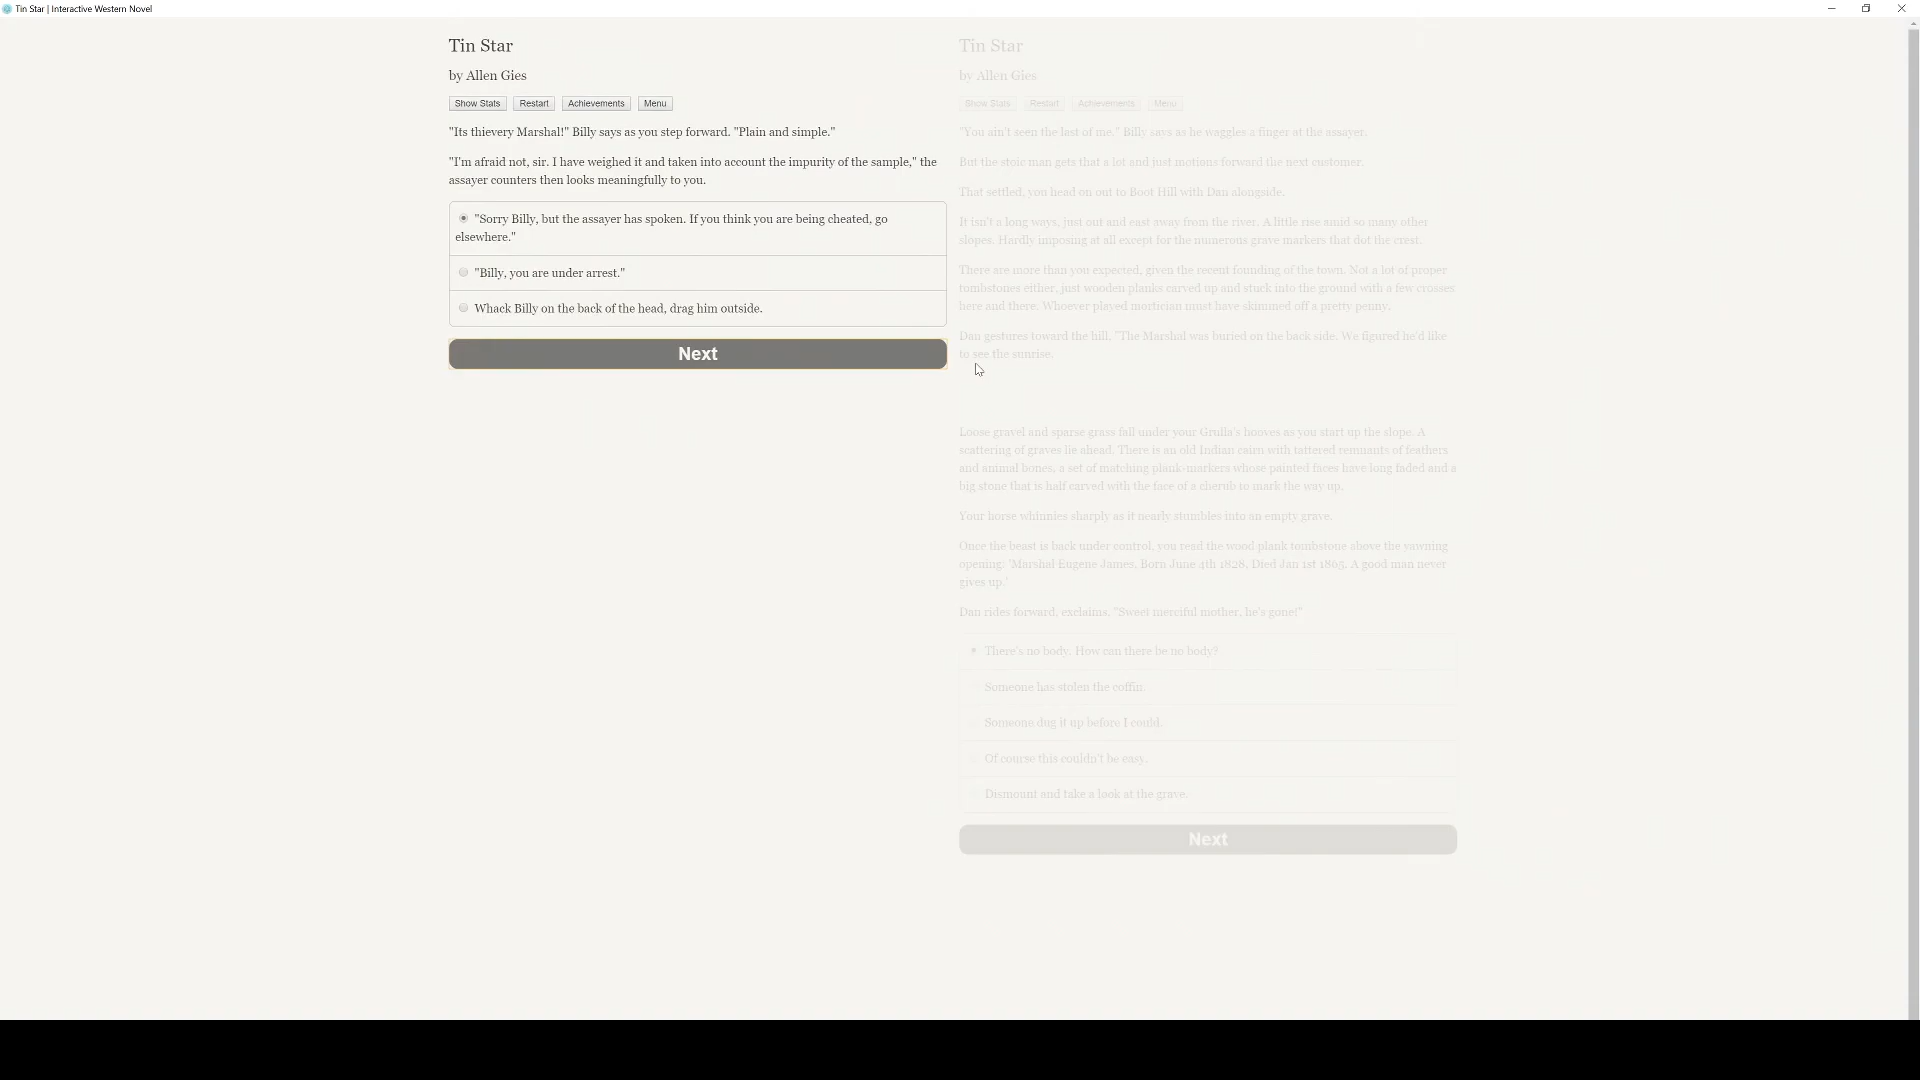 Tin Star | Interactive Western Novel
Tin Star
by Allen Gies
Show Stats Restart Achievements Menu
"Its thievery Marshal!" Billy says as you step forward. "Plain and simple."
"I'm afraid not, sir. I have weighed it and taken into account the impurity of the sample," the
assayer counters then looks meaningfully to you.
"Sorry Billy, but the assayer has spoken. If you think you are being cheated, go
elsewhere."
"Billy, you are under arrest."
Whack Billy on the back of the head, drag him outside.
Next
Tin Star
by Allen Gies
Show Stats Restart Achievements Menu
"You ain't seen the last of me." Billy says as he waggles a finger at the assayer.
But the stoic man gets that a lot and just motions forward the next customer.
That settled, you head on out to Boot Hill with Dan alongside.
It isn't a long ways, just out and east away from the river. A little rise amid so many other
slopes. Hardly imposing at all except for the numerous grave markers that dot the crest.
There are more than you expected, given the recent founding of the town. Not a lot of proper
tombstones either, just wooden planks carved up and stuck into the ground with a few crosses
here and there. Whoever played mortician must have skimmed off a pretty penny.
Dan gestures toward the hill, "The Marshal was buried on the back side. We figured he'd like
to see the sunrise.
Loose gravel and sparse grass fall under your Grulla's hooves as you start up the slope. A
scattering of graves lie ahead. There is an old Indian cairn with tattered remnants of feathers
and animal bones, a set of matching plank-markers whose painted faces have long faded and a
big stone that is half carved with the face of a cherub to mark the way up.
Your horse whinnies sharply as it nearly stumbles into an empty grave.
Once the beast is back under control, you read the wood plank tombstone above the yawning
opening: 'Marshal Eugene James, Born June 4th 1828, Died Jan 1st 1865. A good man never
gives up.'
Dan rides forward, exclaims, "Sweet merciful mother, he's gone!"
There's no body. How can there be no body?
Someone has stolen the coffin.
Someone dug it up before I could.
Of course this couldn't be easy.
Dismount and take a look at the grave.
Next